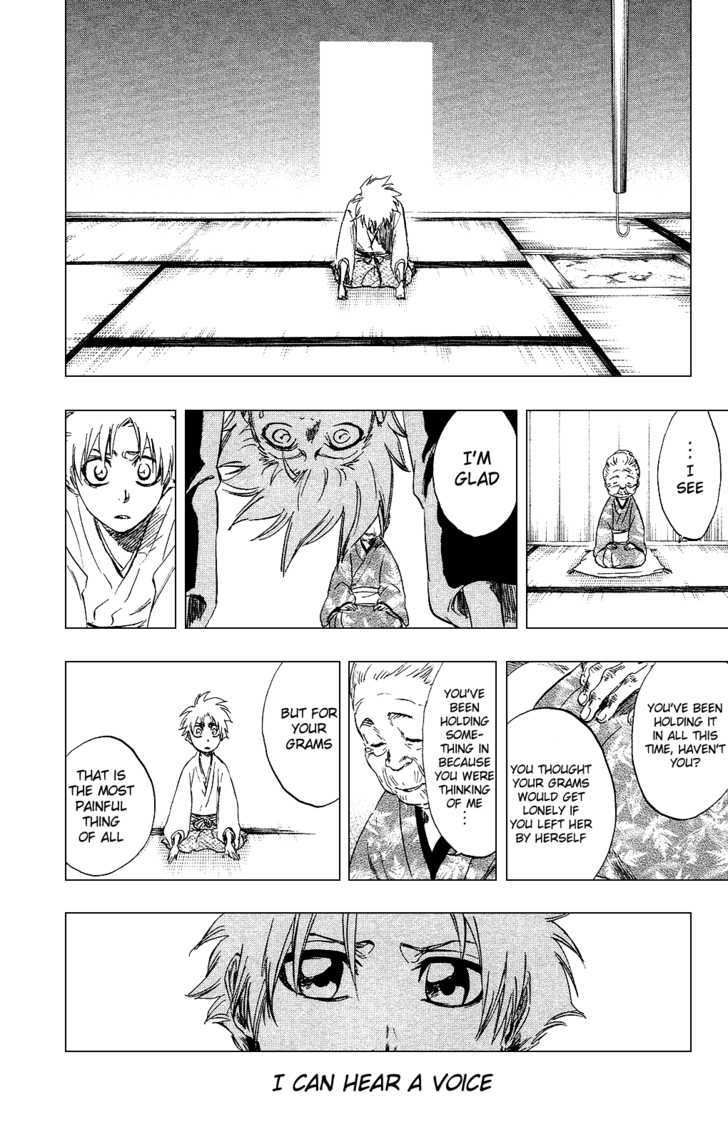 ...
I
SEE
I'M
GLAD
YOU'VE BEEN
HOLDING IT
IN ALL THIS
TIME, HAVEN'T
YOU?
YOU THOUGHT
YOUR GRAMS
WOULD GET
LONELY IF
YOU LEFT HER
BY HERSELF
YOU'VE
BEEN
HOLDING
SOME-
THING IN
BECAUSE
YOU WERE
THINKING
OF ME
...
BUT FOR
YOUR
GRAMS
THAT IS
THE MOST
PAINFUL
THING
OF ALL
I CAN HEAR A VOICE